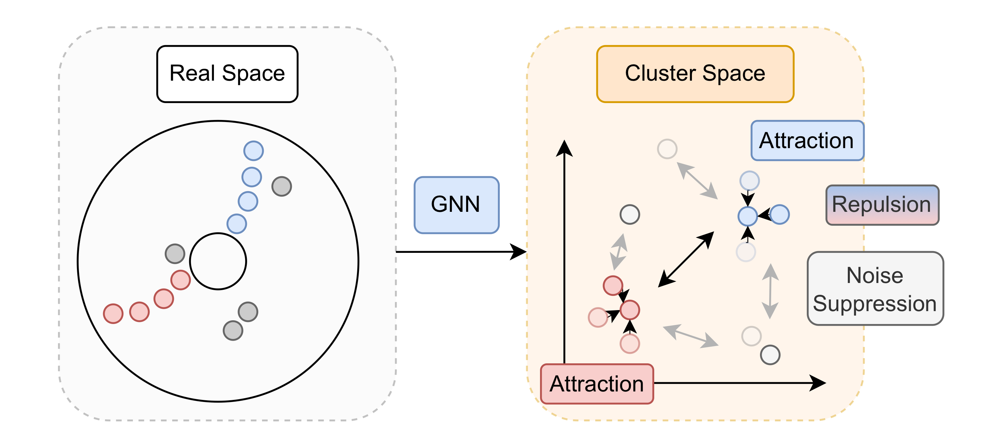 Real Space
GNN
Cluster Space
Attraction
Repulsion
Noise
Suppression
Attraction